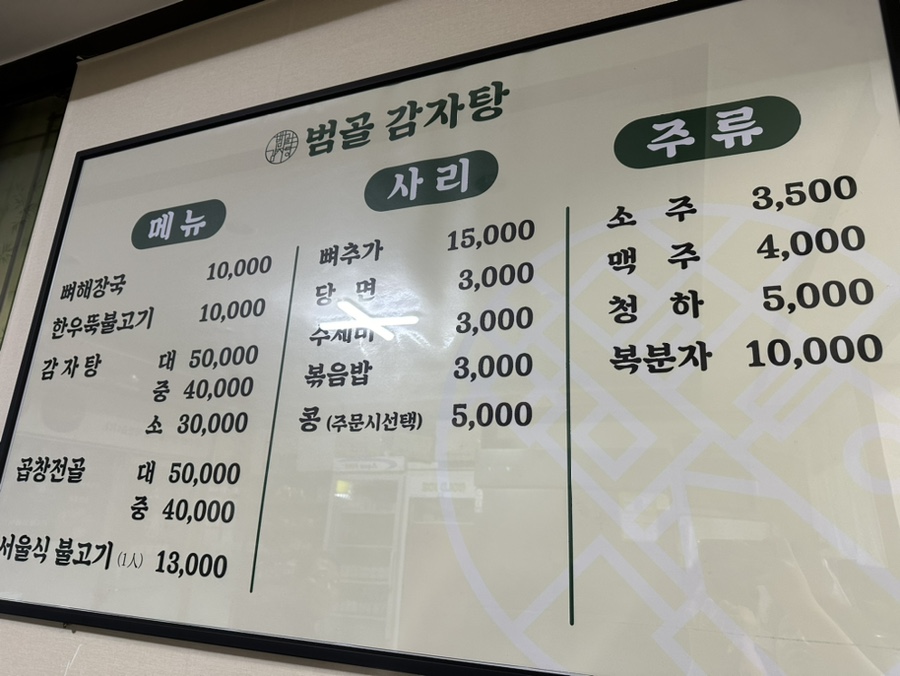 범골 감자탕
메뉴
뼈해장국 10,000
한우뚝불고기 10,000
감자탕 대 50,000
중 40,000
소 30,000
곱창전골 대 50,000
중 40,000
서울식 불고기 (1人) 13,000
사리
뼈추가 15,000
당면 3,000
수제비 3,000
볶음밥 3,000
콩 (주문시선택) 5,000
주류
소주 3,500
맥주 4,000
청하 5,000
복분자 10,000